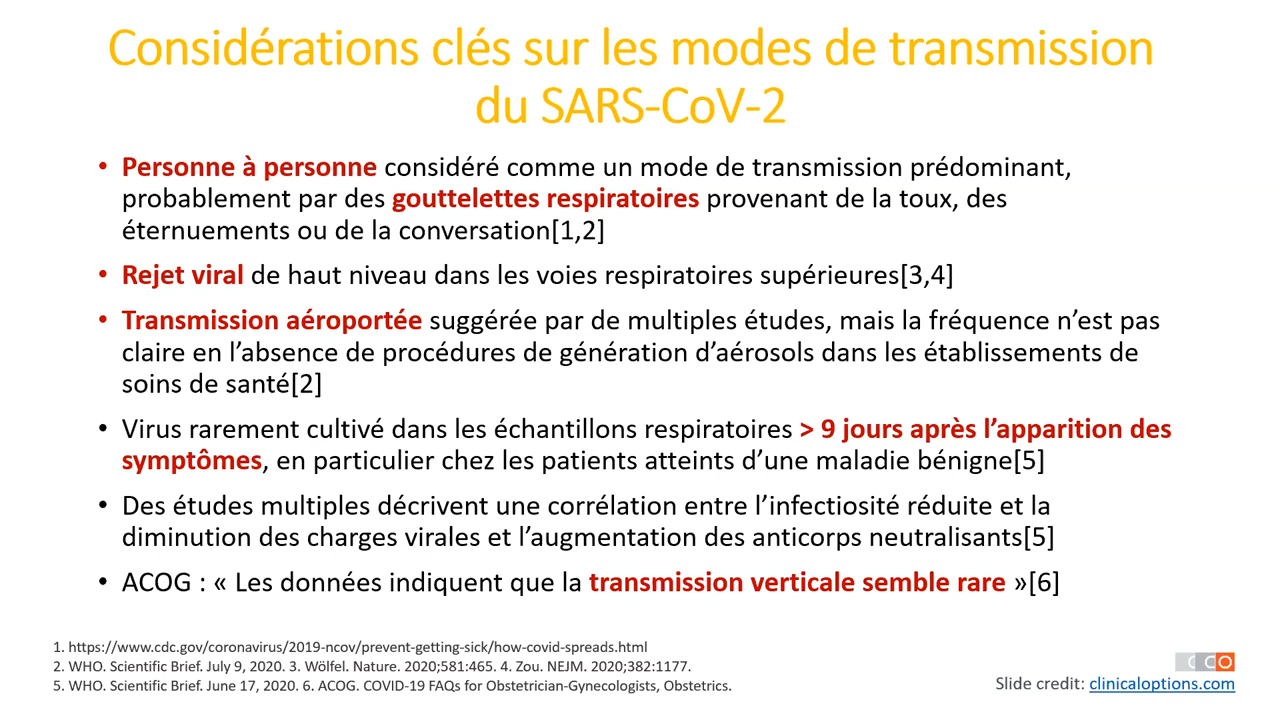 Considérations clés sur les modes de transmission
du SARS-CoV-2
• Personne à personne considéré comme un mode de transmission prédominant,
probablement par des gouttelettes respiratoires provenant de la toux, des
éternuements ou de la conversation[1,2]
• Rejet viral de haut niveau dans les voies respiratoires supérieures[3,4]
• Transmission aéroportée suggérée par de multiples études, mais la fréquence n’est pas
claire en l’absence de procédures de génération d’aérosols dans les établissements de
soins de santé[2]
• Virus rarement cultivé dans les échantillons respiratoires > 9 jours après l’apparition des
symptômes, en particulier chez les patients atteints d’une maladie bénigne[5]
• Des études multiples décrivent une corrélation entre l’infectiosité réduite et la
diminution des charges virales et l’augmentation des anticorps neutralisants[5]
• ACOG : « Les données indiquent que la transmission verticale semble rare »[6]
1. https://www.cdc.gov/coronavirus/2019-ncov/prevent-getting-sick/how-covid-spreads.html
2. WHO. Scientific Brief. July 9, 2020. 3. Wölfel. Nature. 2020;581:465. 4. Zou. NEJM. 2020;382:1177.
5. WHO. Scientific Brief. June 17, 2020. 6. ACOG. COVID-19 FAQs for Obstetrician-Gynecologists, Obstetrics.
CCO
Slide credit: clinicaloptions.com